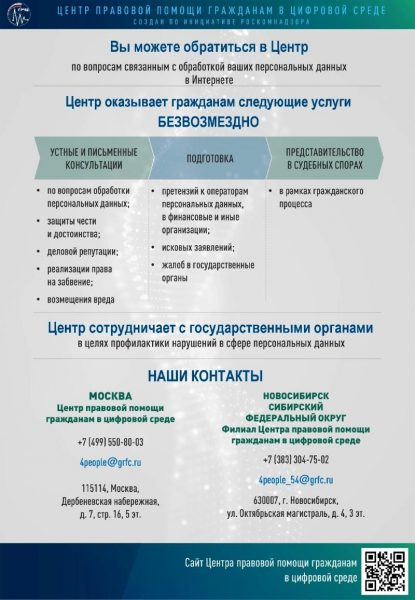 ЦЕНТР ПРАВОВОЙ ПОМОЩИ ГРАЖДАНАМ В ЦИФРОВОЙ СРЕДЕ
СОЗДАН ПО ИНИЦИАТИВЕ РОСКОМНАДЗОРА
Вы можете обратиться в Центр
по вопросам связанным с обработкой ваших персональных данных
в Интернете
Центр оказывает гражданам следующие услуги
БЕЗВОЗМЕЗДНО
УСТНЫЕ И ПИСЬМЕННЫЕ
КОНСУЛЬТАЦИИ
• по вопросам обработки
персональных данных;
• защиты чести
и достоинства;
• деловой репутации;
• реализации права
на забвение;
• возмещения вреда
ПОДГОТОВКА
• претензий к операторам
персональных данных,
в финансовые и иные
организации;
• исковых заявлений;
• жалоб в государственные
органы
ПРЕДСТАВИТЕЛЬСТВО
В СУДЕБНЫХ СПОРАХ
• в рамках гражданского
процесса
Центр сотрудничает с государственными органами
в целях профилактики нарушений в сфере персональных данных
НАШИ КОНТАКТЫ
МОСКВА
Центр правовой помощи
гражданам в цифровой среде
+7 (499) 550-80-03
4people@grfc.ru
115114, Москва,
Дербеневская набережная,
д. 7, стр. 16, 5 эт.
НОВОСИБИРСК
СИБИРСКИЙ
ФЕДЕРАЛЬНЫЙ ОКРУГ
Филиал Центра правовой помощи
гражданам в цифровой среде
+7 (383) 304-75-02
4people_54@grfc.ru
630007, г. Новосибирск,
ул. Октябрьская магистраль, д. 4, 3 эт.
Сайт Центра правовой помощи гражданам
в цифровой среде